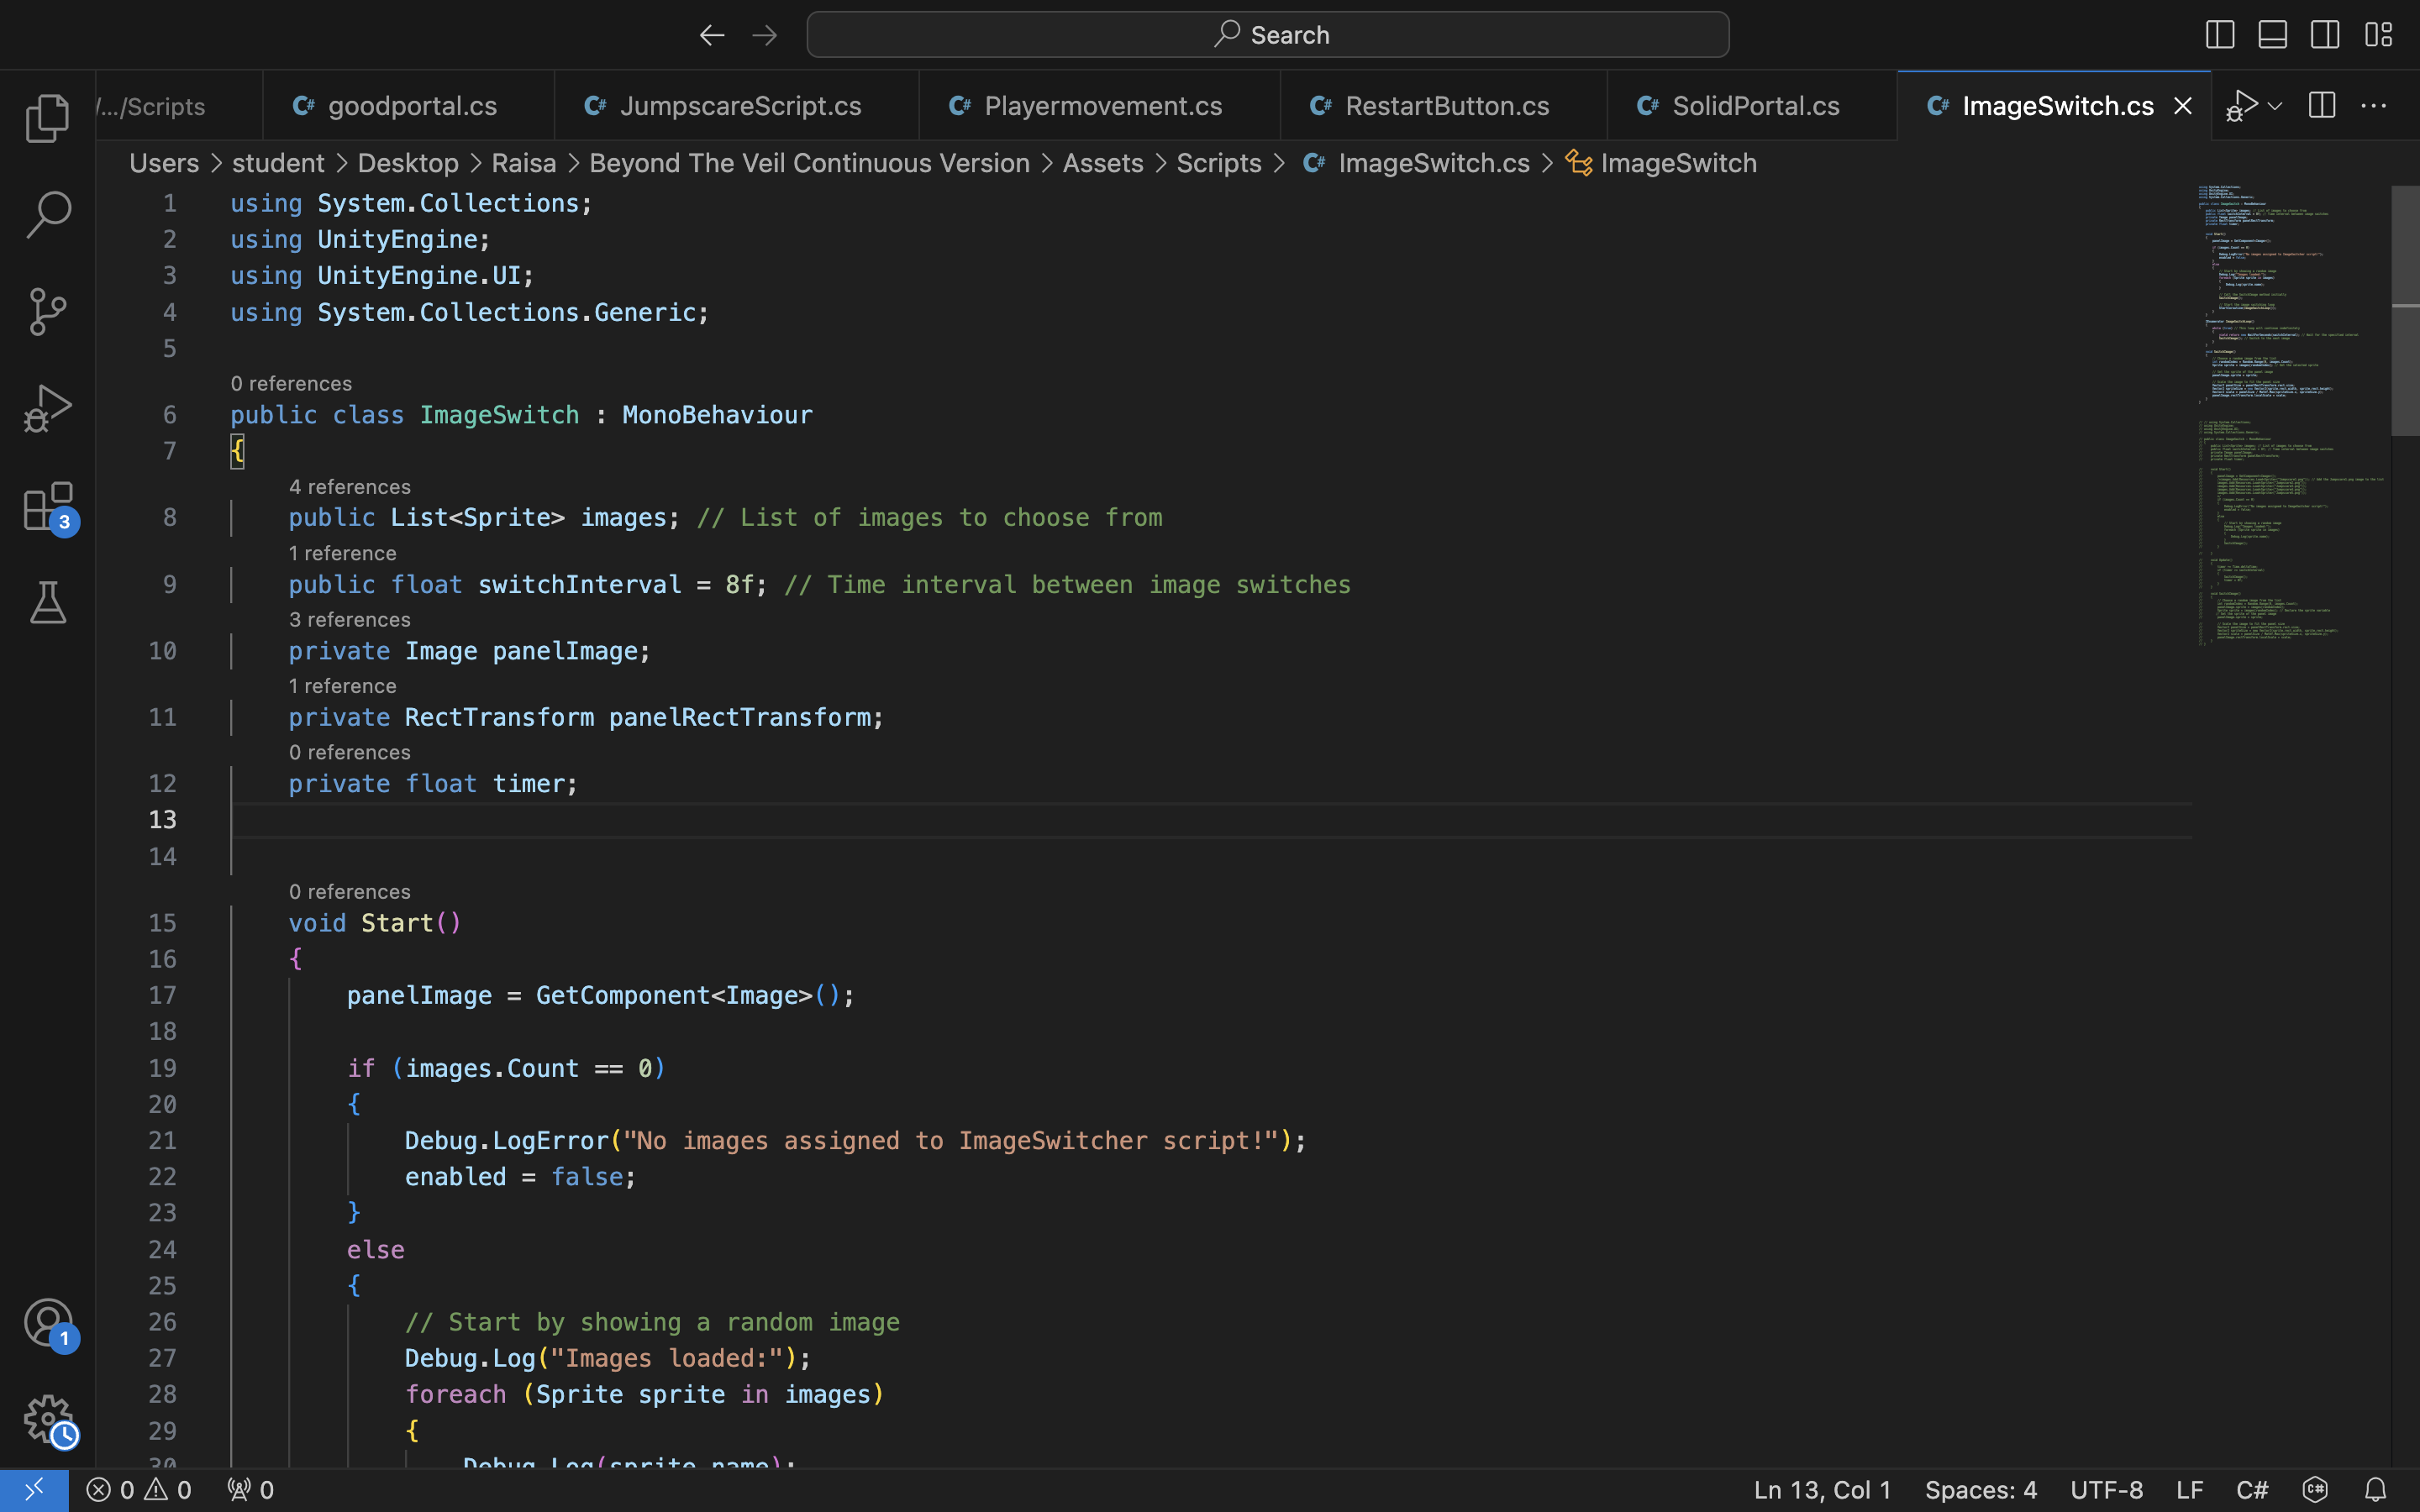 Search
/.../Scripts
goodportal.cs
JumpscareScript.cs
Playermovement.cs
RestartButton.cs
SolidPortal.cs
ImageSwitch.cs
Users > student > Desktop > Raisa > Beyond The Veil Continuous Version > Assets > Scripts > ImageSwitch.cs > ImageSwitch
1 using System.Collections;
2 using UnityEngine;
3 using UnityEngine.UI;
4 using System.Collections.Generic;
5
0 references
6 public class ImageSwitch : MonoBehaviour
7 {
4 references
8 public List<Sprite> images; // List of images to choose from
1 reference
9 public float switchInterval = 8f; // Time interval between image switches
3 references
10 private Image panelImage;
1 reference
11 private RectTransform panelRectTransform;
0 references
12 private float timer;
13
14
0 references
15 void Start()
16 {
17 panelImage = GetComponent<Image>();
18
19 if (images.Count == 0)
20 {
21 Debug.LogError("No images assigned to ImageSwitcher script!");
22 enabled = false;
23 }
24 else
25 {
26 // Start by showing a random image
27 Debug.Log("Images loaded:");
28 foreach (Sprite sprite in images)
29 {
30 Debug.Log(sprite.name);
3
1
0 0 0
Ln 13, Col 1
Spaces: 4
UTF-8
LF
C#